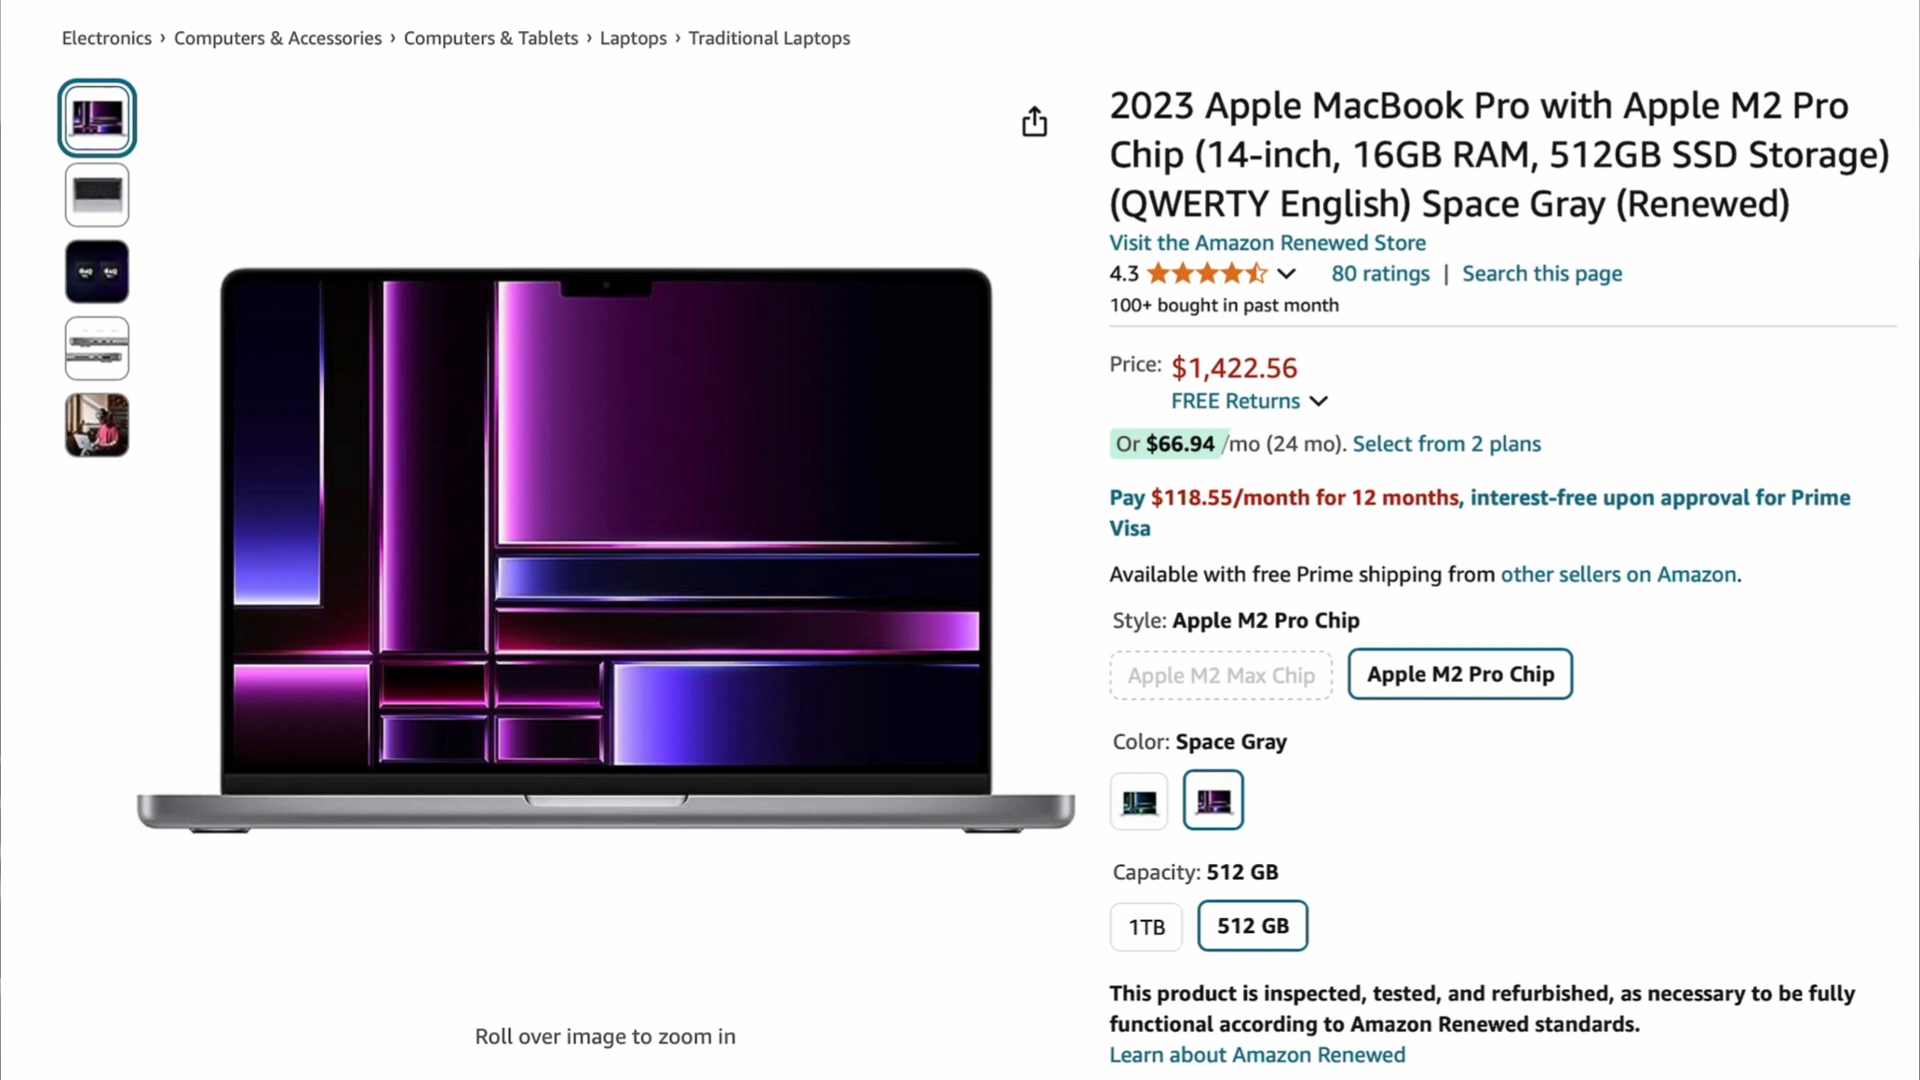 Electronics › Computers & Accessories › Computers & Tablets › Laptops › Traditional Laptops
2023 Apple MacBook Pro with Apple M2 Pro
Chip (14-inch, 16GB RAM, 512GB SSD Storage)
(QWERTY English) Space Gray (Renewed)
Visit the Amazon Renewed Store
4.3 80 ratings | Search this page
100+ bought in past month
Price: $1,422.56
FREE Returns
Or $66.94 /mo (24 mo). Select from 2 plans
Pay $118.55/month for 12 months, interest-free upon approval for Prime
Visa
Available with free Prime shipping from other sellers on Amazon.
Style: Apple M2 Pro Chip
Apple M2 Max Chip Apple M2 Pro Chip
Color: Space Gray
Capacity: 512 GB
1TB 512 GB
This product is inspected, tested, and refurbished, as necessary to be fully
functional according to Amazon Renewed standards.
Learn about Amazon Renewed
Roll over image to zoom in